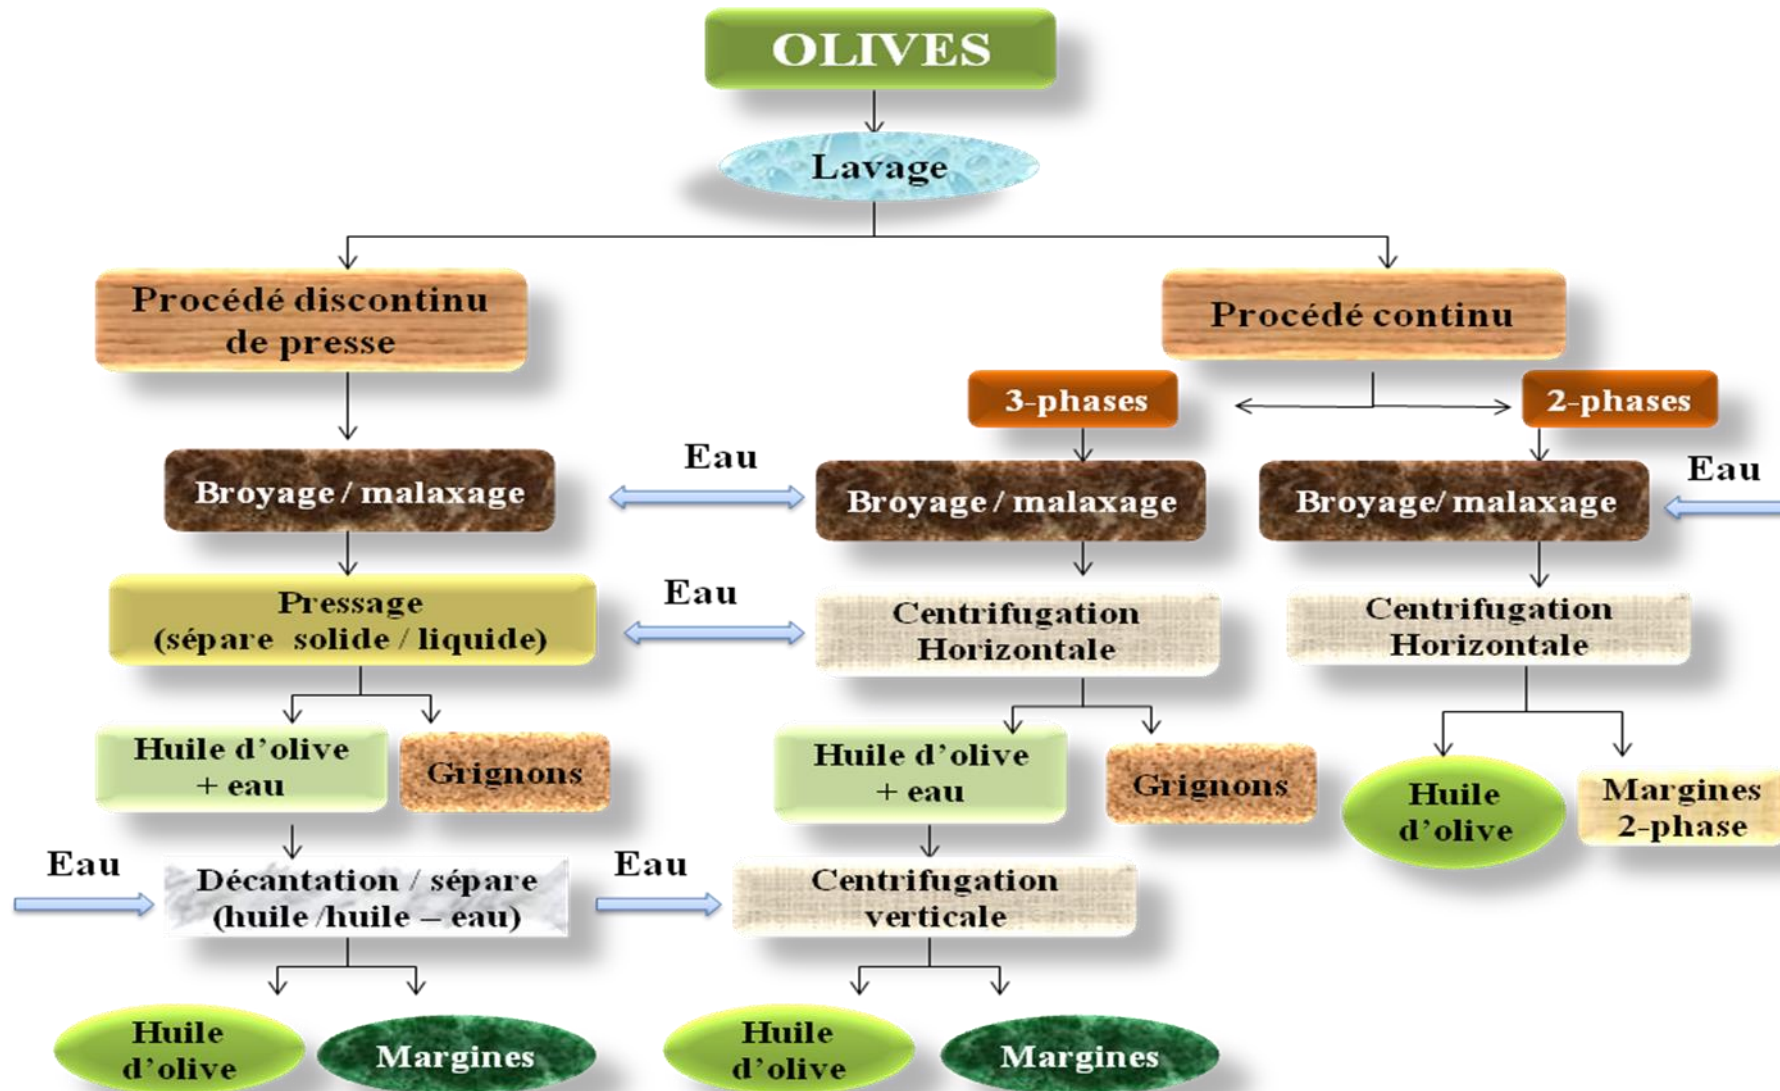 OLIVES
Lavage
Procédé discontinu
de presse
Procédé continu
3-phases
2-phases
Broyage / malaxage
Eau
Broyage / malaxage
Broyage/ malaxage
Eau
Pressage
(sépare solide / liquide)
Eau
Centrifugation
Horizontale
Centrifugation
Horizontale
Huile d’olive
+ eau
Grignons
Huile d’olive
+ eau
Grignons
Huile
d’olive
Margines
2-phase
Eau
Décantation / sépare
(huile /huile – eau)
Eau
Centrifugation
verticale
Huile
d’olive
Margines
Huile
d’olive
Margines